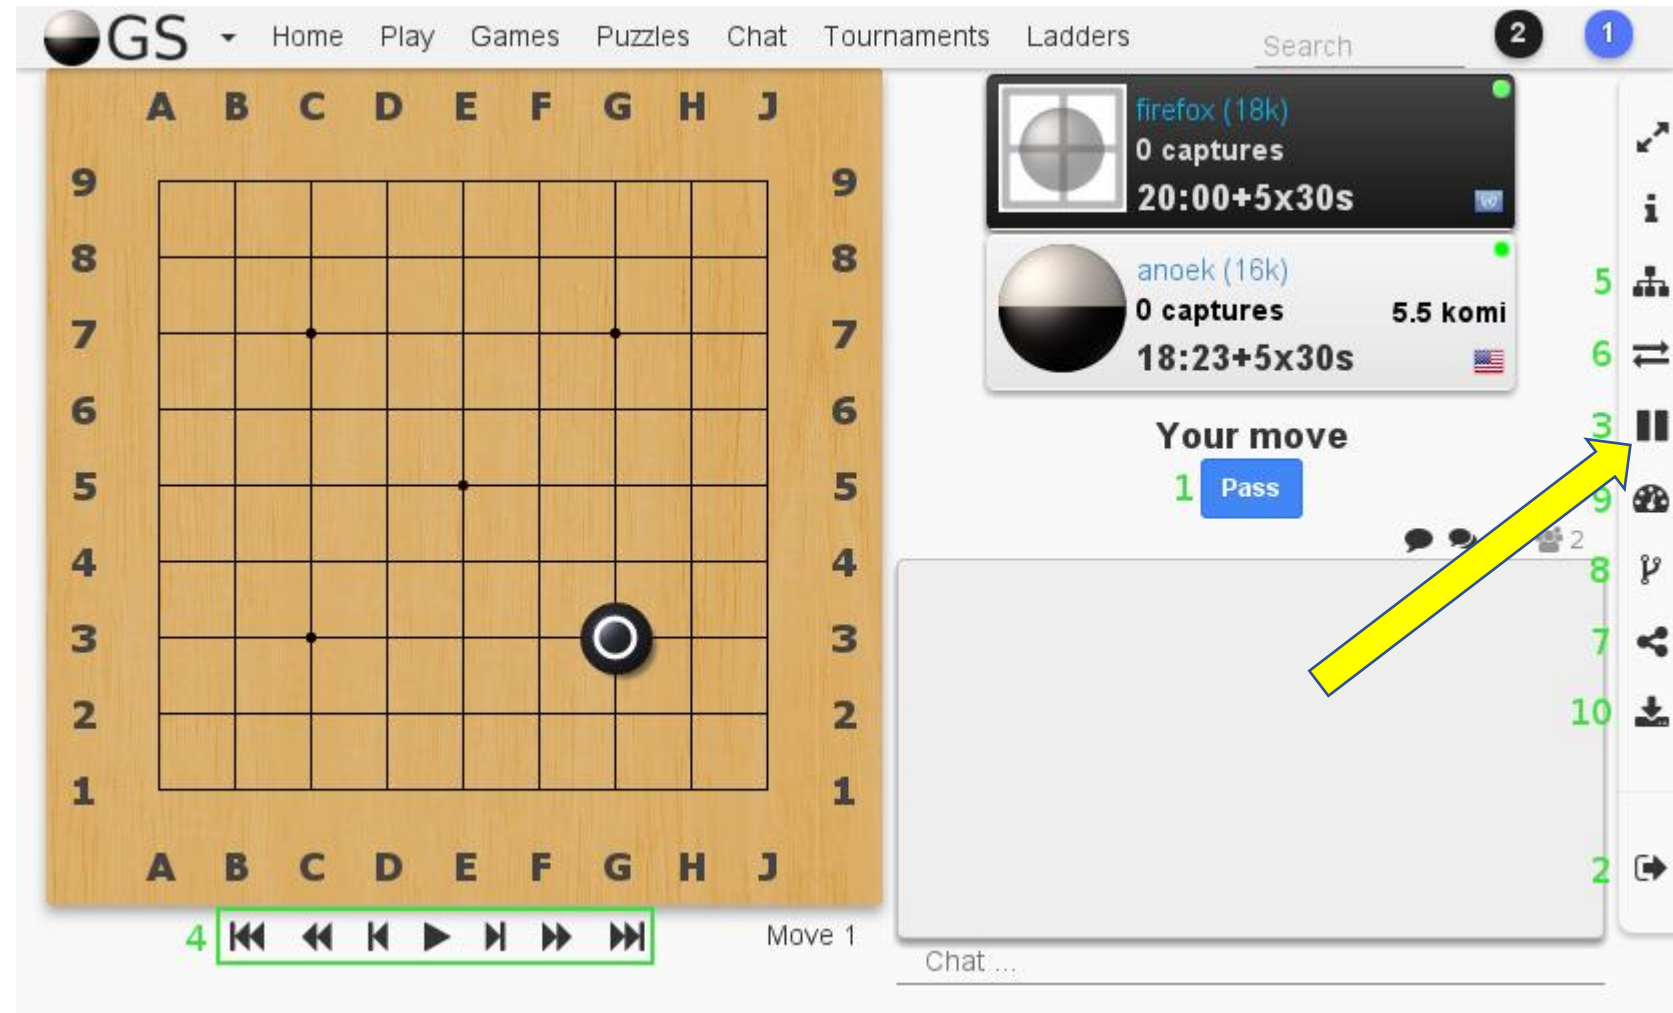 GS Home Play Games Puzzles Chat Tournaments Ladders Search 2 1
A B C D E F G H J
9 9
8 8
7 7
6 6
5 5
4 4
3 3
2 2
1 1
A B C D E F G H J
4
Move 1
firefox (18k)
0 captures
20:00+5x30s
anoek (16k)
0 captures 5.5 komi
18:23+5x30s
Your move
1 Pass
2
Chat ...
i
5
6
3
9
8
7
10
2